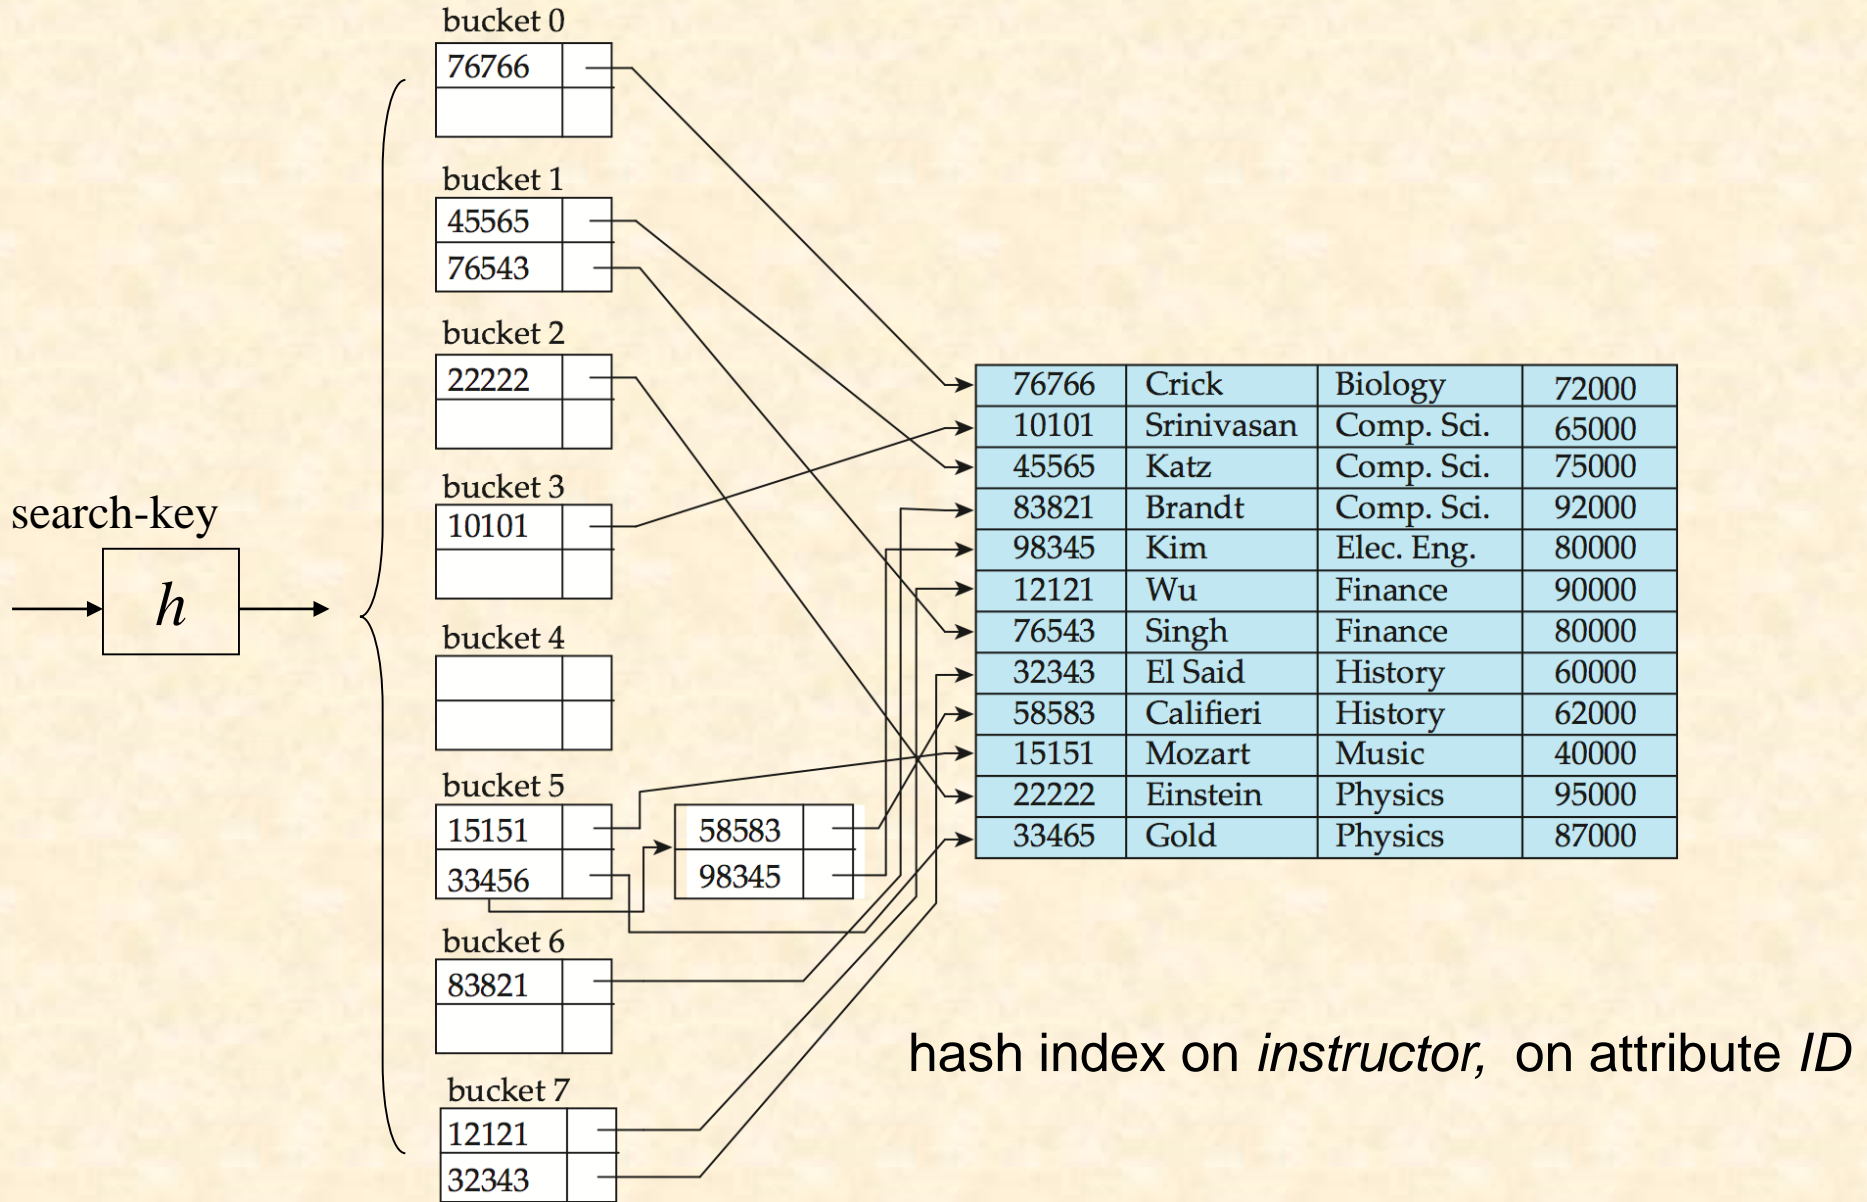 bucket 0
76766
bucket 1
45565
76543
bucket 2
22222
bucket 3
10101
search-key
h
bucket 4
bucket 5
15151
33456
58583
98345
bucket 6
83821
bucket 7
12121
32343
76766 Crick Biology 72000
10101 Srinivasan Comp. Sci. 65000
45565 Katz Comp. Sci. 75000
83821 Brandt Comp. Sci. 92000
98345 Kim Elec. Eng. 80000
12121 Wu Finance 90000
76543 Singh Finance 80000
32343 El Said History 60000
58583 Califieri History 62000
15151 Mozart Music 40000
22222 Einstein Physics 95000
33465 Gold Physics 87000
hash index on instructor, on attribute ID